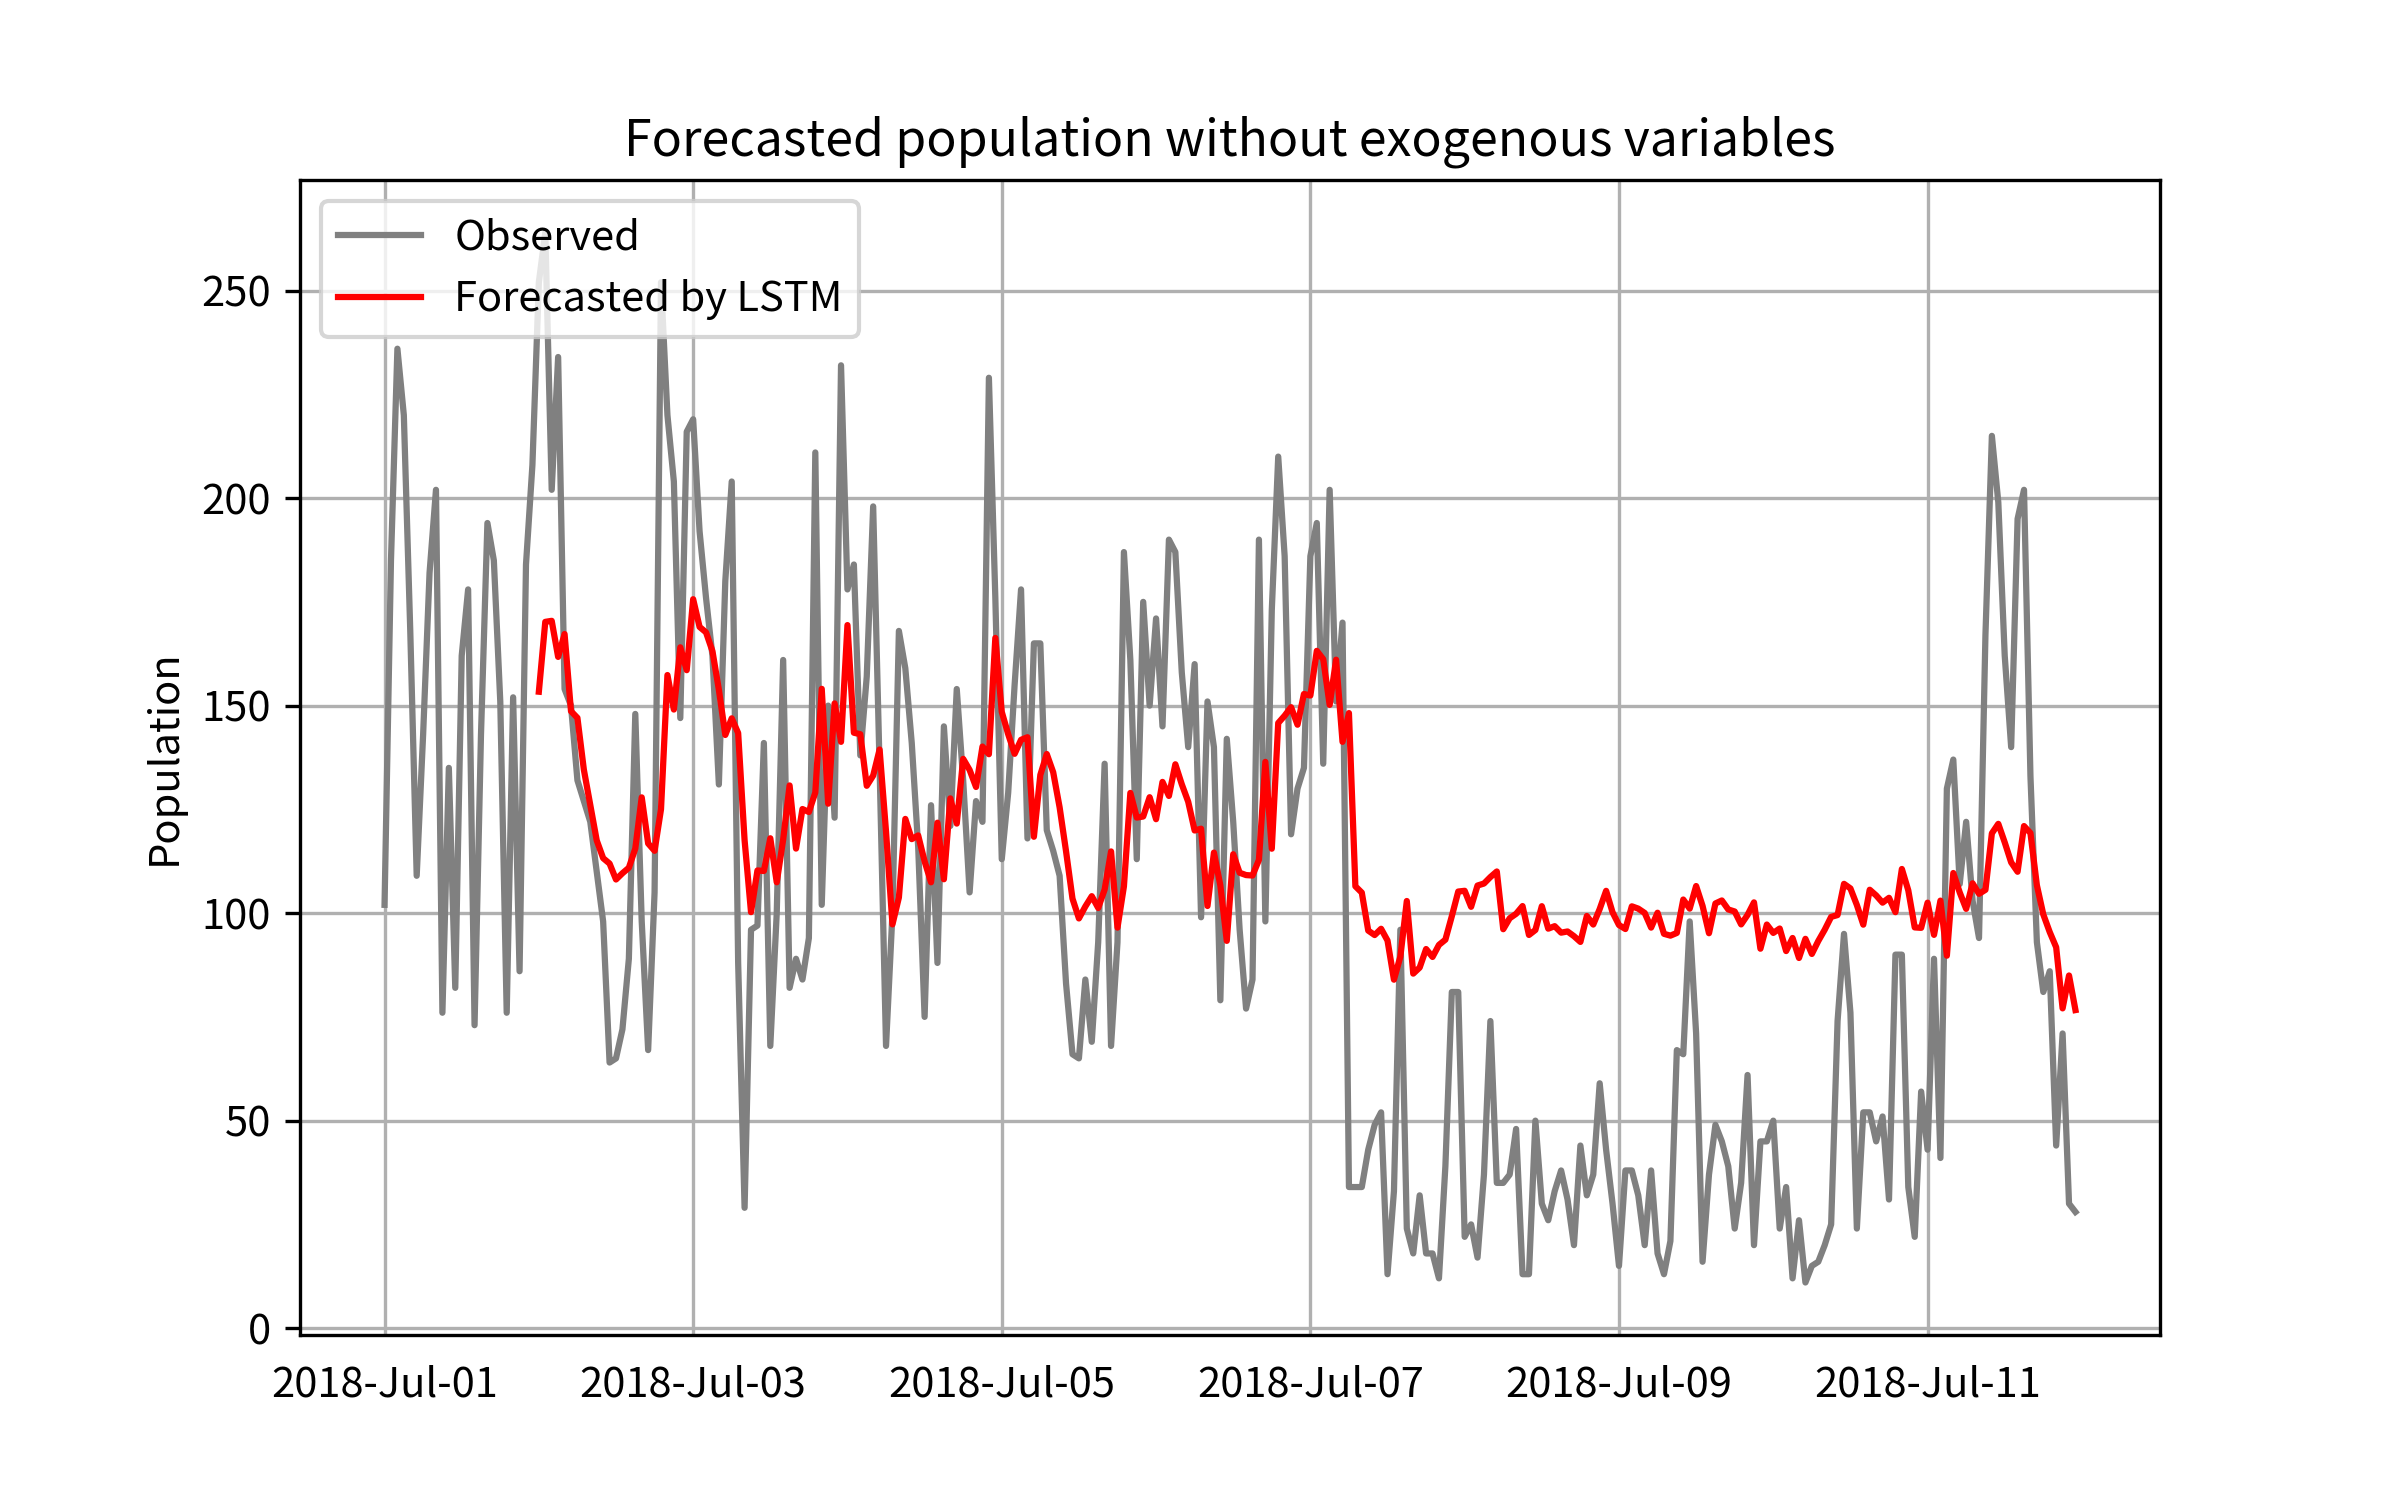 Forecasted population without exogenous variables
Observed
Forecasted by LSTM
Population
250
200
150
100
50
0
2018-Jul-01 2018-Jul-03 2018-Jul-05 2018-Jul-07 2018-Jul-09 2018-Jul-11